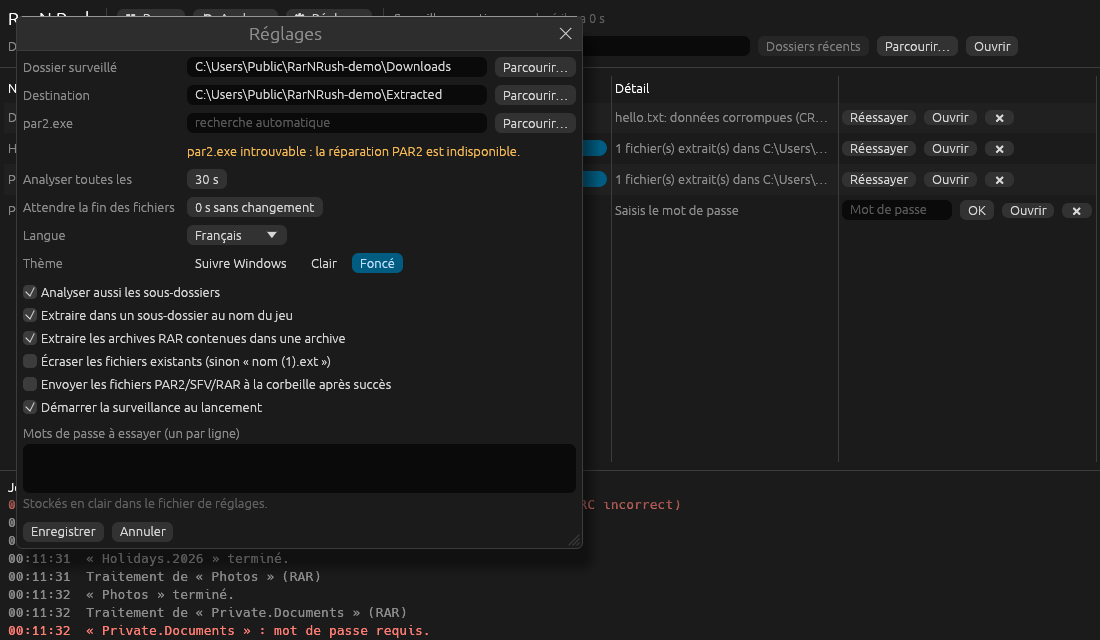 Réglages
Dossier surveillé C:\Users\Public\RarNRush-demo\Downloads Parcourir…
Dossiers récents Parcourir… Ouvrir
Destination C:\Users\Public\RarNRush-demo\Extracted Parcourir…
par2.exe recherche automatique Parcourir…
par2.exe introuvable : la réparation PAR2 est indisponible.
Analyser toutes les 30 s
Attendre la fin des fichiers 0 s sans changement
Langue Français
Thème Suivre Windows Clair Foncé
Analyser aussi les sous-dossiers
Extraire dans un sous-dossier au nom du jeu
Extraire les archives RAR contenues dans une archive
Écraser les fichiers existants (sinon « nom (1).ext »)
Envoyer les fichiers PAR2/SFV/RAR à la corbeille après succès
Démarrer la surveillance au lancement
Mots de passe à essayer (un par ligne)
Stockés en clair dans le fichier de réglages.
Enregistrer Annuler
Détail
hello.txt: données corrompues (CR… Réessayer Ouvrir ×
1 fichier(s) extrait(s) dans C:\Users\… Réessayer Ouvrir ×
1 fichier(s) extrait(s) dans C:\Users\… Réessayer Ouvrir ×
Saisis le mot de passe Mot de passe OK Ouvrir ×
incorrect)
00:11:31 « Holidays.2026 » terminé.
00:11:31 Traitement de « Photos » (RAR)
00:11:32 « Photos » terminé.
00:11:32 Traitement de « Private.Documents » (RAR)
00:11:32 « Private.Documents » : mot de passe requis.